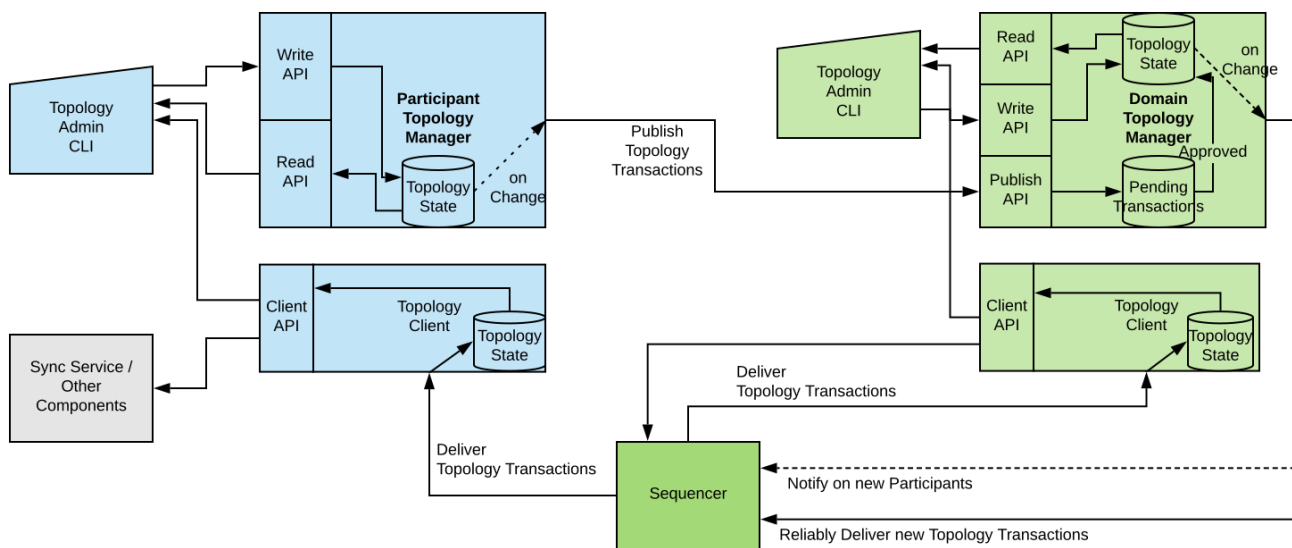 Topology
Admin
CLI
Write
API
Read
API
Participant
Topology
Manager
Topology
State
on
Change
Publish
Topology
Transactions
Topology
Admin
CLI
Read
API
Write
API
Publish
API
Topology
State
on
Change
Domain
Topology
Manager
Approved
Pending
Transactions
Client
API
Topology
Client
Topology
State
Sync Service /
Other
Components
Client
API
Topology
Client
Topology
State
Deliver
Topology Transactions
Deliver
Topology Transactions
Sequencer
Notify on new Participants
Reliably Deliver new Topology Transactions